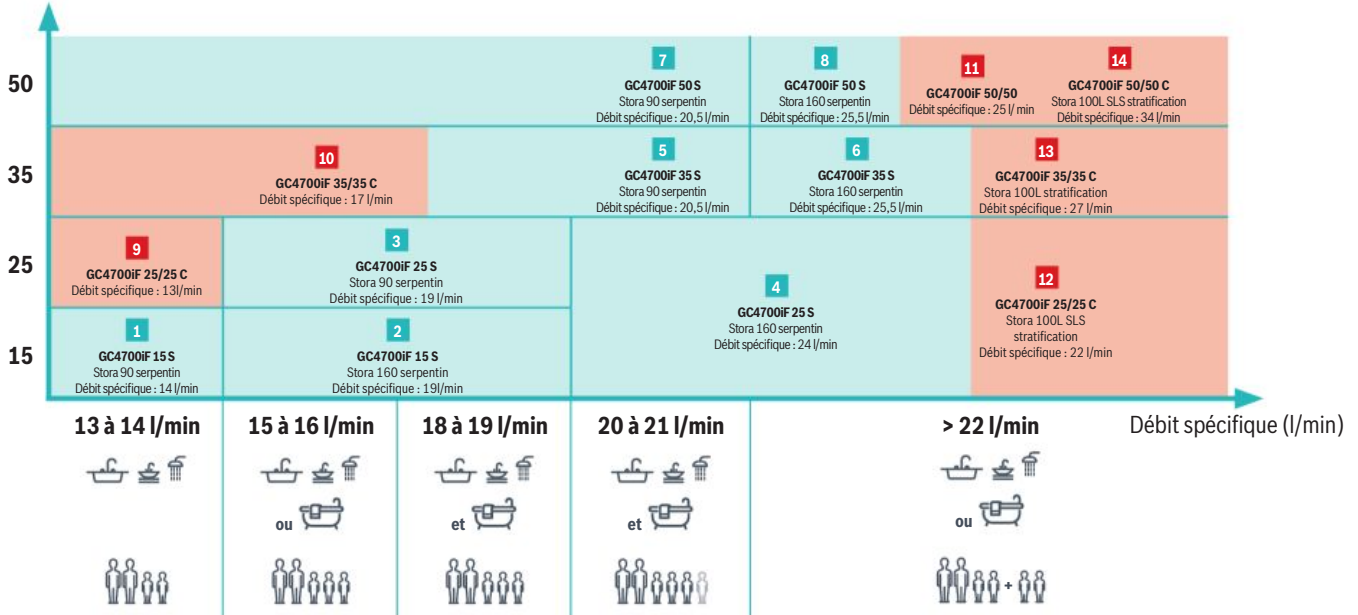 50
7
GC4700iF 50 S
Stora 90 serpentin
Débit spécifique : 20,5 l/min
8
GC4700iF 50 S
Stora 160 serpentin
Débit spécifique : 25,5 l/min
11
GC4700iF 50/50
Débit spécifique : 25 l/ min
14
GC4700iF 50/50 C
Stora 100L SLS stratification
Débit spécifique : 34 l/min
35
10
GC4700iF 35/35 C
Débit spécifique : 17 l/min
5
GC4700iF 35 S
Stora 90 serpentin
Débit spécifique : 20,5 l/min
6
GC4700iF 35 S
Stora 160 serpentin
Débit spécifique : 25,5 l/min
13
GC4700iF 35/35 C
Stora 100L stratification
Débit spécifique : 27 l/min
25
9
GC4700iF 25/25 C
Débit spécifique : 13l/min
3
GC4700iF 25 S
Stora 90 serpentin
Débit spécifique : 19 l/min
4
GC4700iF 25 S
Stora 160 serpentin
Débit spécifique : 24 l/min
12
GC4700iF 25/25 C
Stora 100L SLS
stratification
Débit spécifique : 22 l/min
15
1
GC4700iF 15 S
Stora 90 serpentin
Débit spécifique : 14 l/min
2
GC4700iF 15 S
Stora 160 serpentin
Débit spécifique : 19l/min
13 à 14 l/min
15 à 16 l/min
18 à 19 l/min
20 à 21 l/min
> 22 l/min
Débit spécifique (l/min)
ou
et
et
ou
+